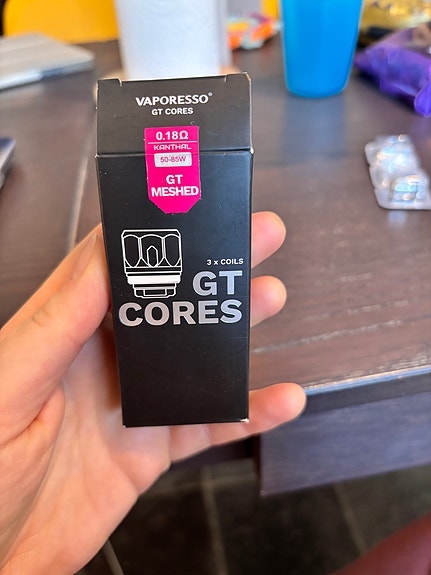 VAPORESSO®
GT CORES
0.18Ω
KANTHAL
50-85W
GT
MESHED
3 x COILS
GT
CORES